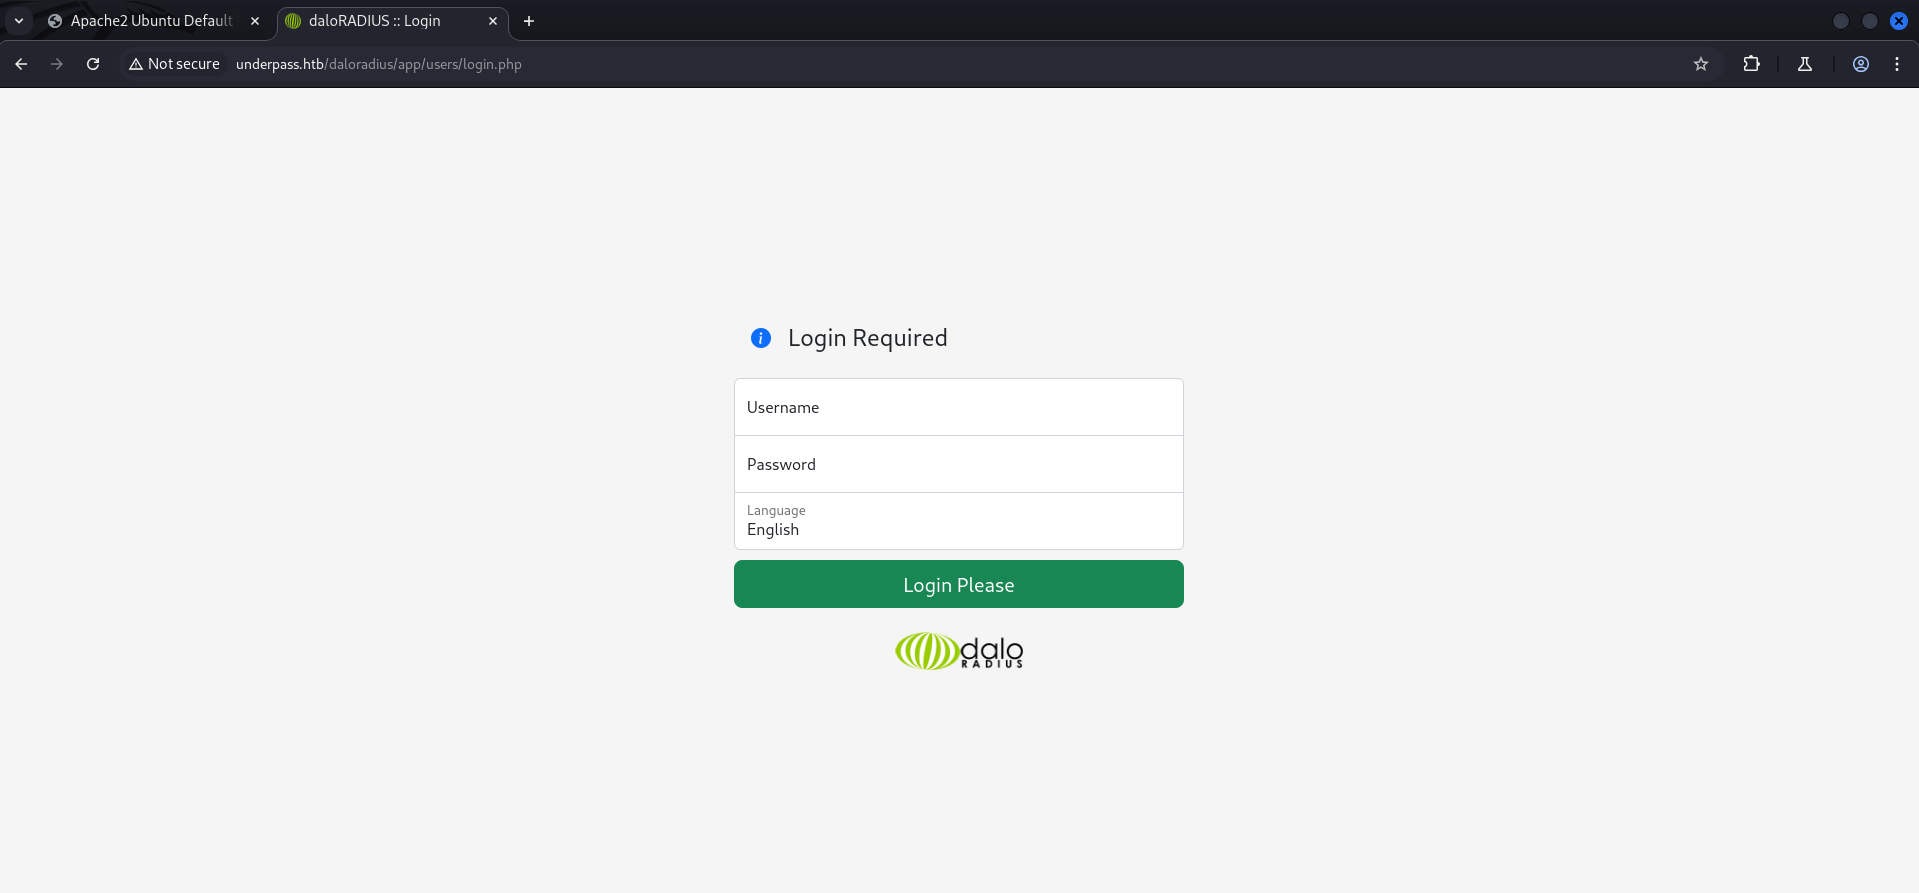 Apache2 Ubuntu Default
daloRADIUS :: Login
Not secure underpass.htb/daloradius/app/users/login.php
Login Required
Username
Password
Language
English
Login Please
dalo
RADIUS